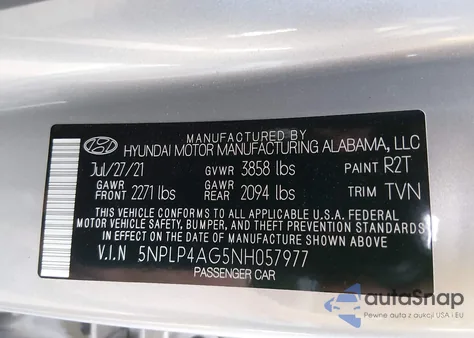 MANUFACTURED BY
HYUNDAI MOTOR MANUFACTURING ALABAMA, LLC
Jul/27/21 GVWR 3858 lbs PAINT R2T
GAWR FRONT 2271 lbs GAWR REAR 2094 lbs TRIM TVN
THIS VEHICLE CONFORMS TO ALL APPLICABLE U.S.A. FEDERAL
MOTOR VEHICLE SAFETY, BUMPER, AND THEFT PREVENTION STANDARDS
IN EFFECT ON THE DATE OF MANUFACTURE SHOWN ABOVE.
V.I.N 5NPLP4AG5NH057977
PASSENGER CAR
autoSnap
Pewne auta z aukcji USA i EU